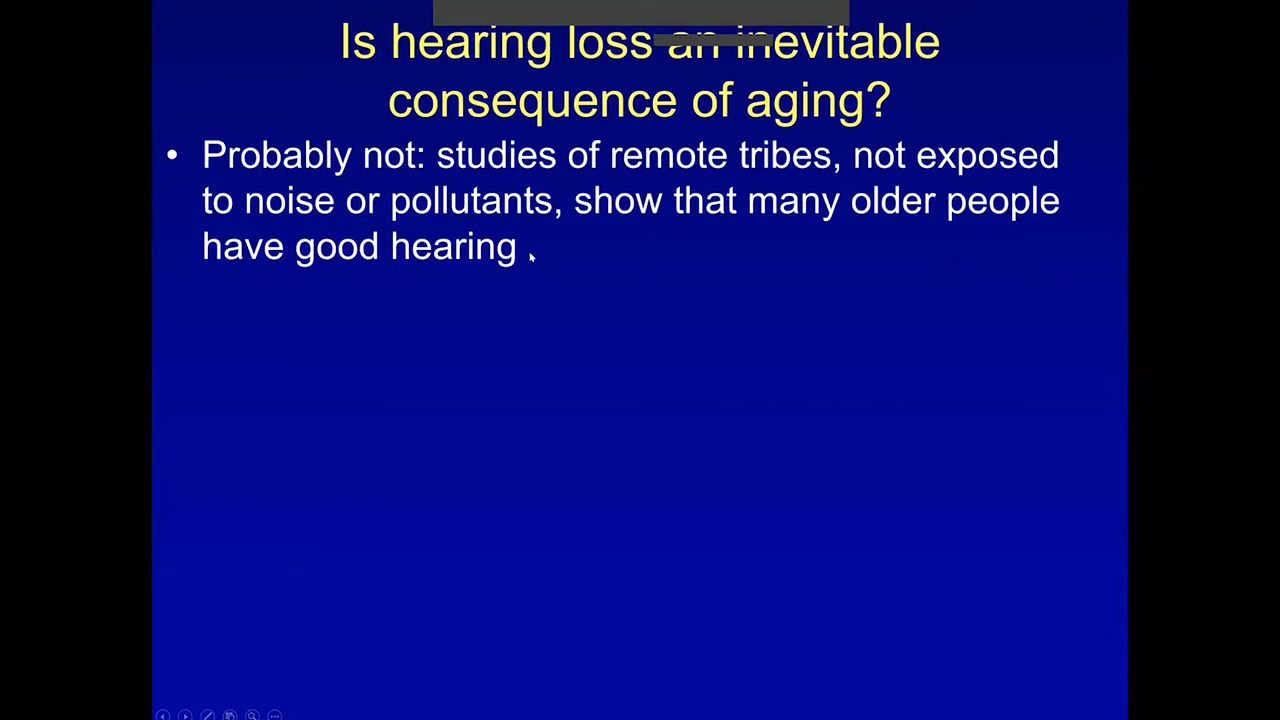 Is hearing loss an inevitable
consequence of aging?
• Probably not: studies of remote tribes, not exposed
to noise or pollutants, show that many older people
have good hearing